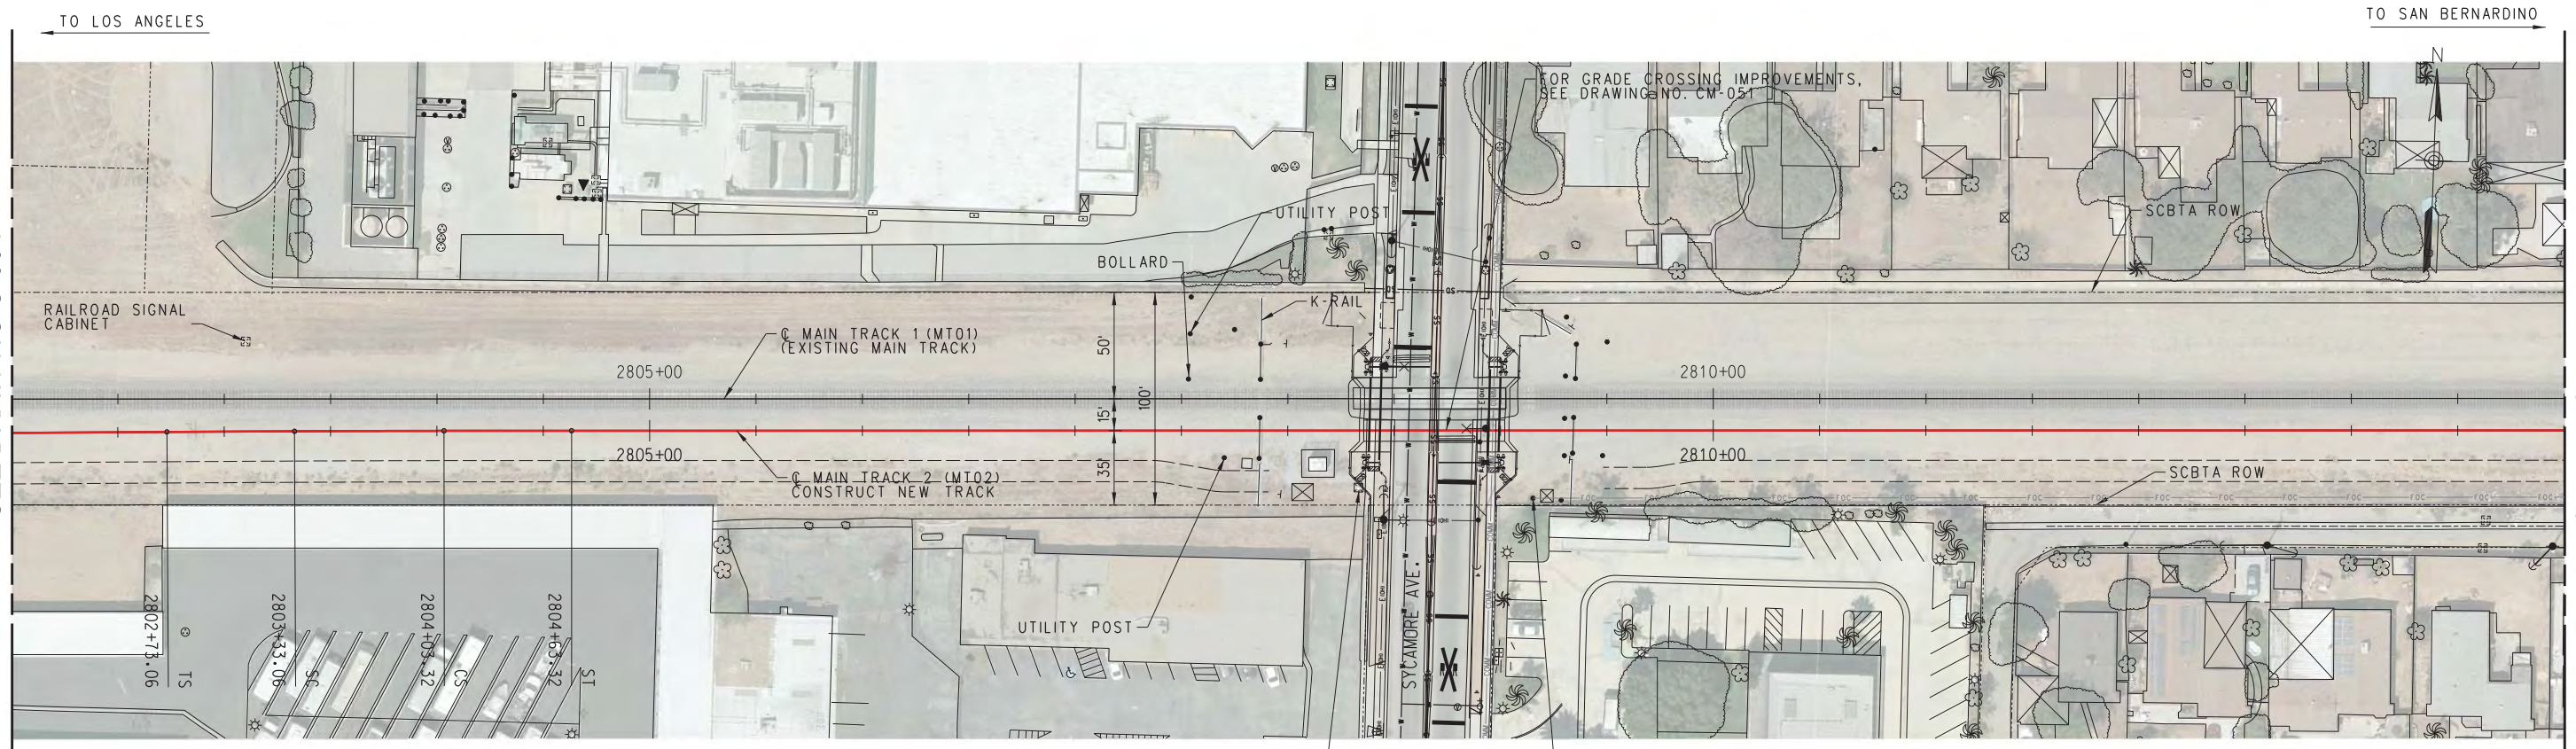 TO LOS ANGELES
TO SAN BERNARDINO
N
FOR GRADE CROSSING IMPROVEMENTS,
SEE DRAWING NO. CM-051
UTILITY POST
SCBTA ROW
BOLLARD
K-RAIL
RAILROAD SIGNAL
CABINET
℄ MAIN TRACK 1 (MT01)
(EXISTING MAIN TRACK)
50'
2805+00
2810+00
15'
100'
2805+00
2810+00
35'
℄ MAIN TRACK 2 (MT02)
CONSTRUCT NEW TRACK
SCBTA ROW
SYCAMORE AVE.
UTILITY POST
2802+73.06 TS
2803+33.06 SC
2804+03.32 CS
2804+63.32 ST